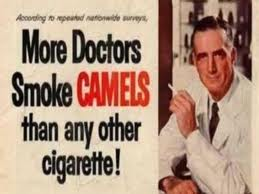 According to repeated nationwide surveys,
More Doctors
Smoke CAMELS
than any other
cigarette!